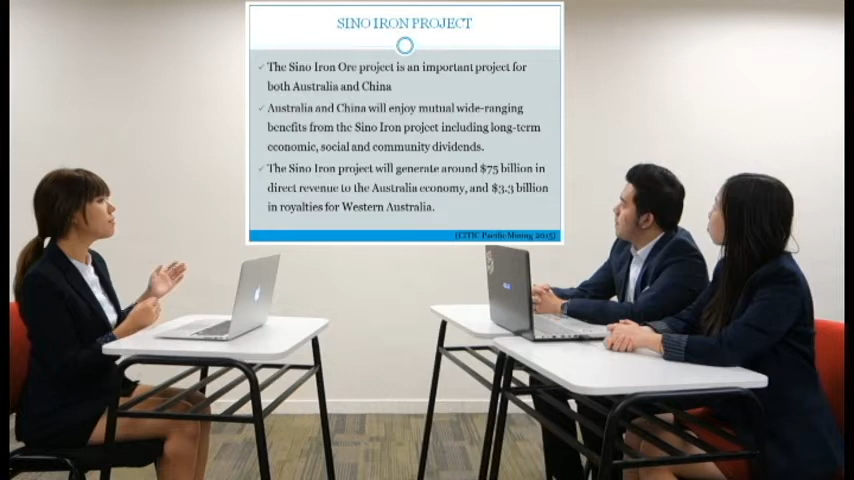 SINO IRON PROJECT
✓ The Sino Iron Ore project is an important project for
both Australia and China
✓ Australia and China will enjoy mutual wide-ranging
benefits from the Sino Iron project including long-term
economic, social and community dividends.
✓ The Sino Iron project will generate around $75 billion in
direct revenue to the Australia economy, and $3.3 billion
in royalties for Western Australia.
(CITIC Pacific Mining 2015)